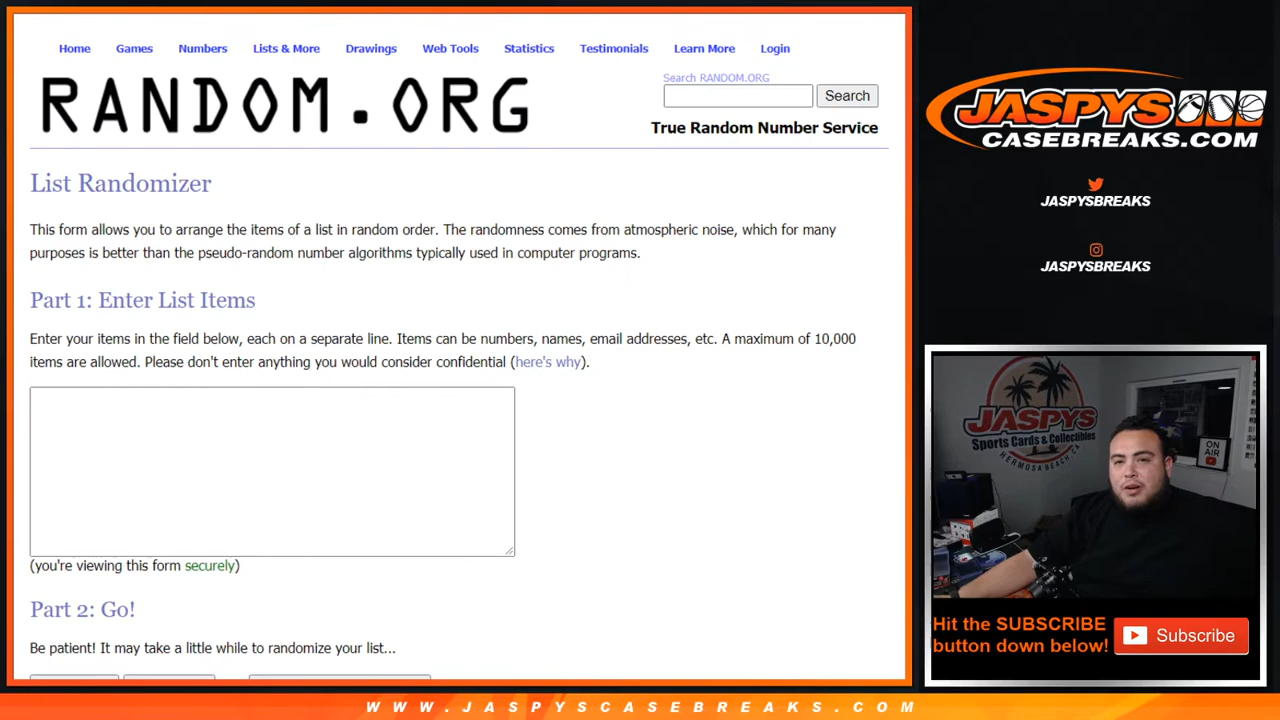 Home Games Numbers Lists & More Drawings Web Tools Statistics Testimonials Learn More Login
RANDOM.ORG
Search RANDOM.ORG
Search
True Random Number Service
List Randomizer
This form allows you to arrange the items of a list in random order. The randomness comes from atmospheric noise, which for many
purposes is better than the pseudo-random number algorithms typically used in computer programs.
Part 1: Enter List Items
Enter your items in the field below, each on a separate line. Items can be numbers, names, email addresses, etc. A maximum of 10,000
items are allowed. Please don't enter anything you would consider confidential (here's why).
(you're viewing this form securely)
Part 2: Go!
Be patient! It may take a little while to randomize your list...
JASPYS
CASEBREAKS.COM
JASPYSBREAKS
JASPYSBREAKS
JASPYS
Sports Cards & Collectibles
HERMOSA BEACH, CA
ON
AIR
Hit the SUBSCRIBE
button down below!
Subscribe
WWW.JASPYSCASEBREAKS.COM